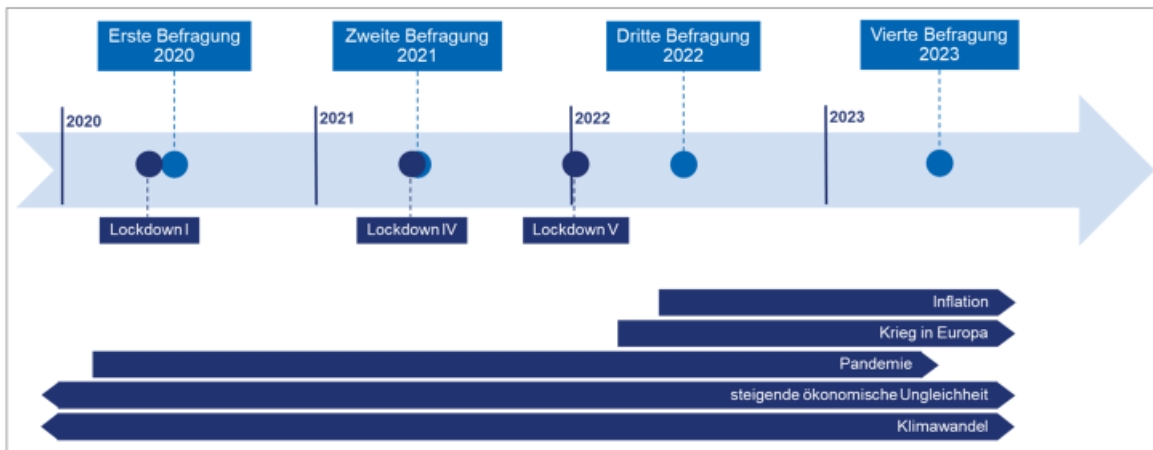 Erste Befragung
2020
Zweite Befragung
2021
Dritte Befragung
2022
Vierte Befragung
2023
2020
2021
2022
2023
Lockdown I
Lockdown IV
Lockdown V
Inflation
Krieg in Europa
Pandemie
steigende ökonomische Ungleichheit
Klimawandel